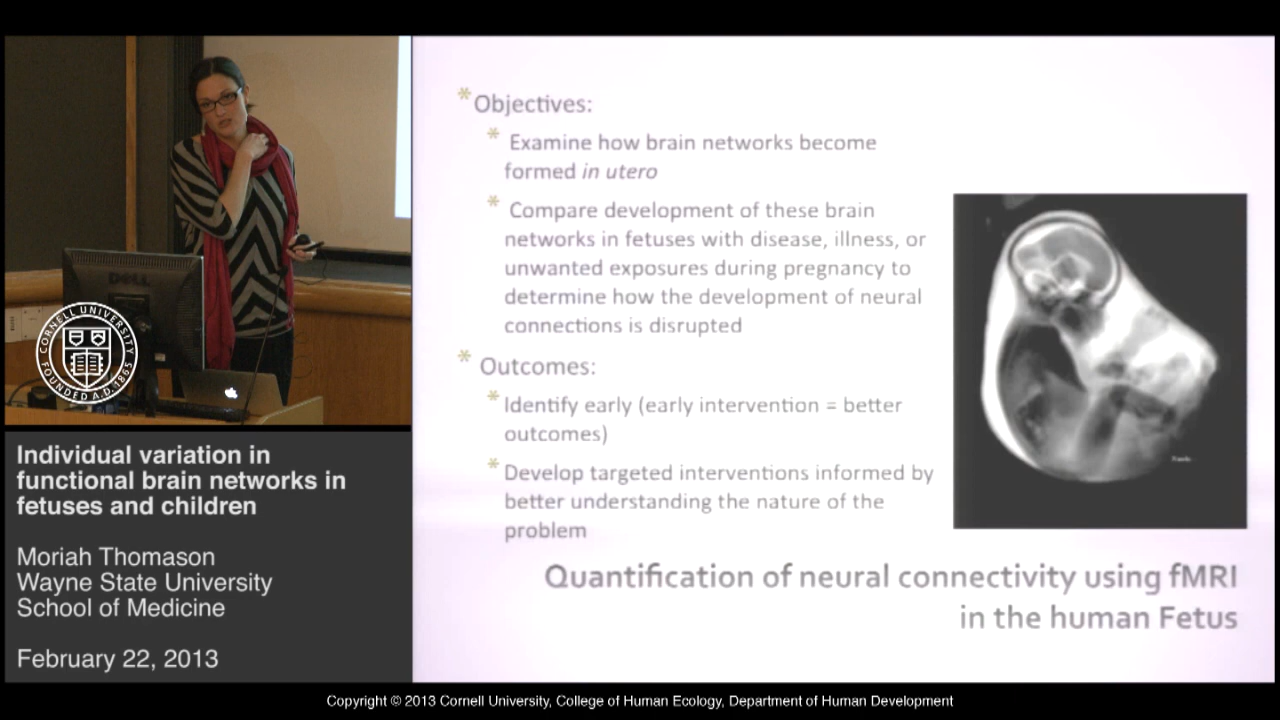 DELL
CORNELL UNIVERSITY
FOUNDED A.D. 1865
Individual variation in
functional brain networks in
fetuses and children
Moriah Thomason
Wayne State University
School of Medicine
February 22, 2013
* Objectives:
* Examine how brain networks become
formed in utero
* Compare development of these brain
networks in fetuses with disease, illness, or
unwanted exposures during pregnancy to
determine how the development of neural
connections is disrupted
* Outcomes:
* Identify early (early intervention = better
outcomes)
* Develop targeted interventions informed by
better understanding the nature of the
problem
Quantification of neural connectivity using fMRI
in the human Fetus
Copyright © 2013 Cornell University, College of Human Ecology, Department of Human Development